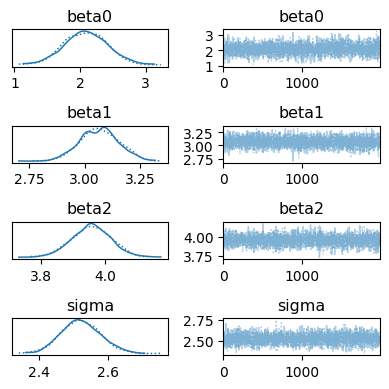 beta0 beta0
3
2
1
1 2 3 0 1000
beta1 beta1
3.25
3.00
2.75
2.75 3.00 3.25 0 1000
beta2 beta2
4.00
3.75
3.8 4.0 0 1000
sigma sigma
2.75
2.50
2.4 2.6 0 1000